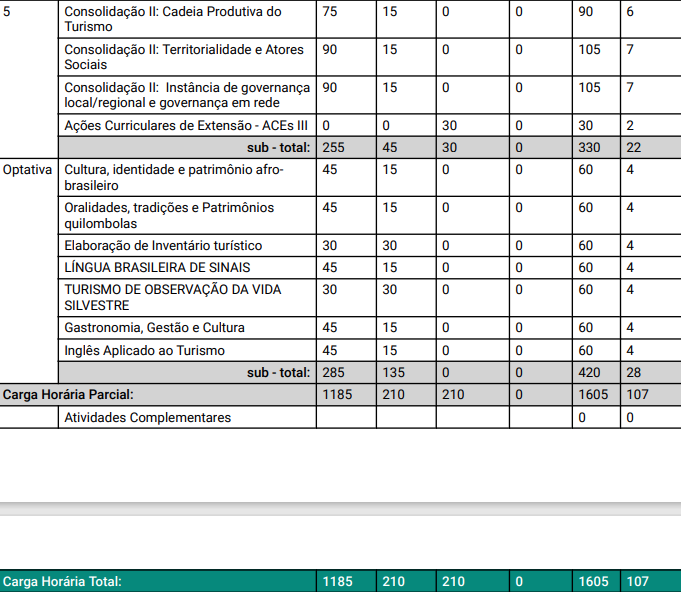 5 Consolidação II: Cadeia Produtiva do 75 15 0 0 90 6
Turismo
Consolidação II: Territorialidade e Atores 90 15 0 0 105 7
Sociais
Consolidação II: Instância de governança 90 15 0 0 105 7
local/regional e governança em rede
Ações Curriculares de Extensão - ACEs III 0 0 30 0 30 2
sub - total: 255 45 30 0 330 22
Optativa Cultura, identidade e patrimônio afro- 45 15 0 0 60 4
brasileiro
Oralidades, tradições e Patrimônios 45 15 0 0 60 4
quilombolas
Elaboração de Inventário turístico 30 30 0 0 60 4
LÍNGUA BRASILEIRA DE SINAIS 45 15 0 0 60 4
TURISMO DE OBSERVAÇÃO DA VIDA 30 30 0 0 60 4
SILVESTRE
Gastronomia, Gestão e Cultura 45 15 0 0 60 4
Inglês Aplicado ao Turismo 45 15 0 0 60 4
sub - total: 285 135 0 0 420 28
Carga Horária Parcial: 1185 210 210 0 1605 107
Atividades Complementares 0 0
Carga Horária Total: 1185 210 210 0 1605 107